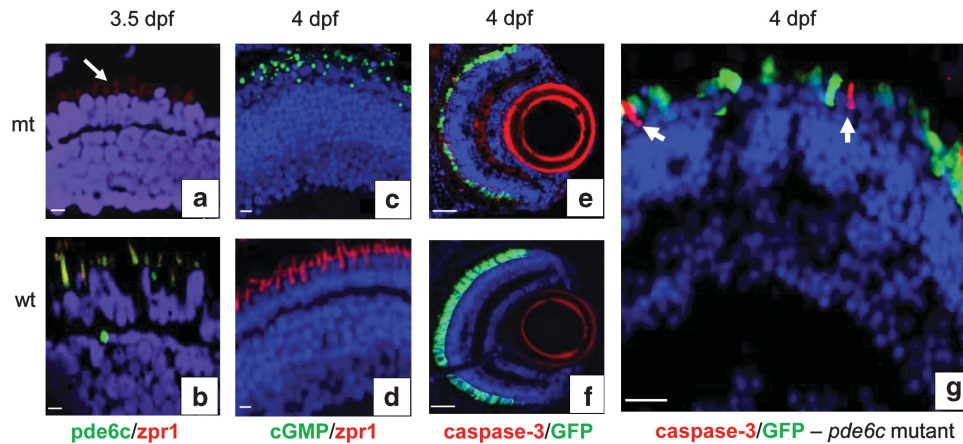 3.5 dpf 4 dpf 4 dpf 4 dpf
mt
a c e
wt
b d f g
pde6c/zpr1 cGMP/zpr1 caspase-3/GFP caspase-3/GFP – pde6c mutant